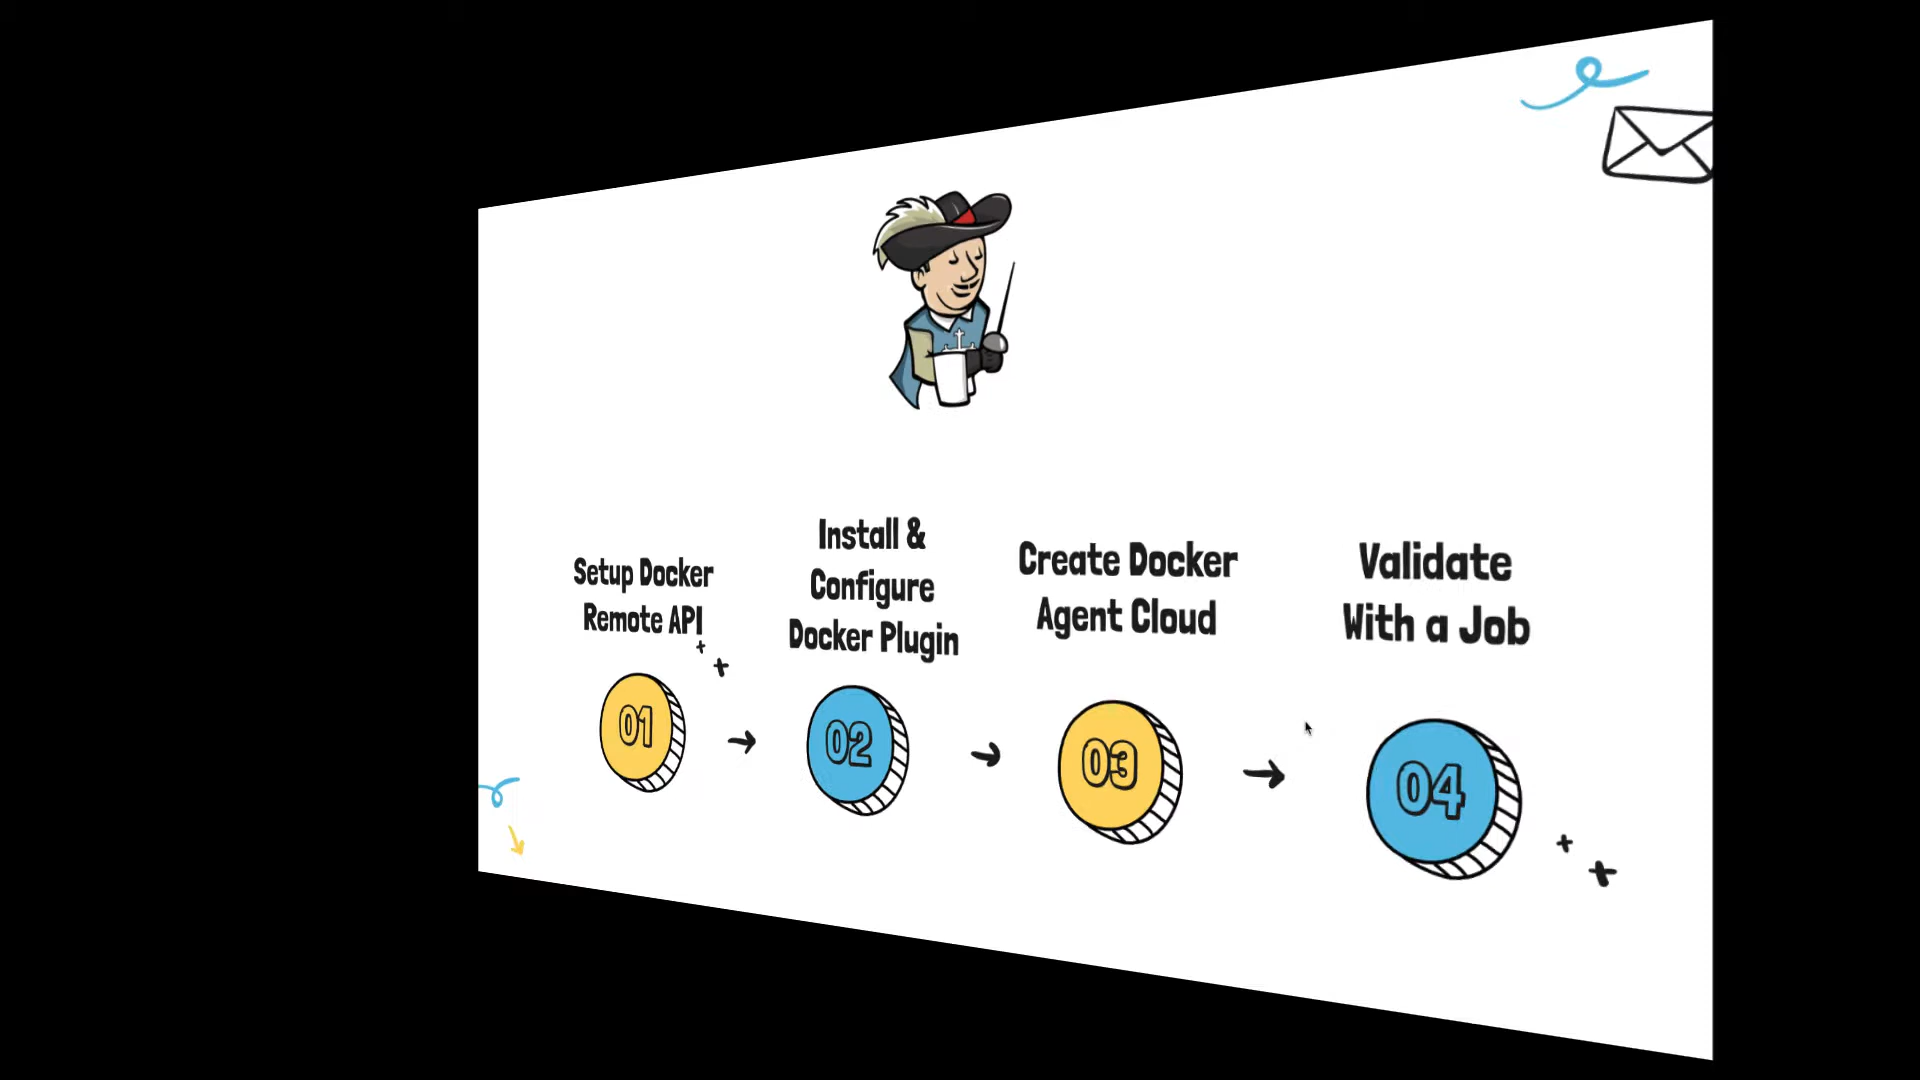 Setup Docker
Remote API
01
Install &
Configure
Docker Plugin
02
Create Docker
Agent Cloud
03
Validate
With a Job
04